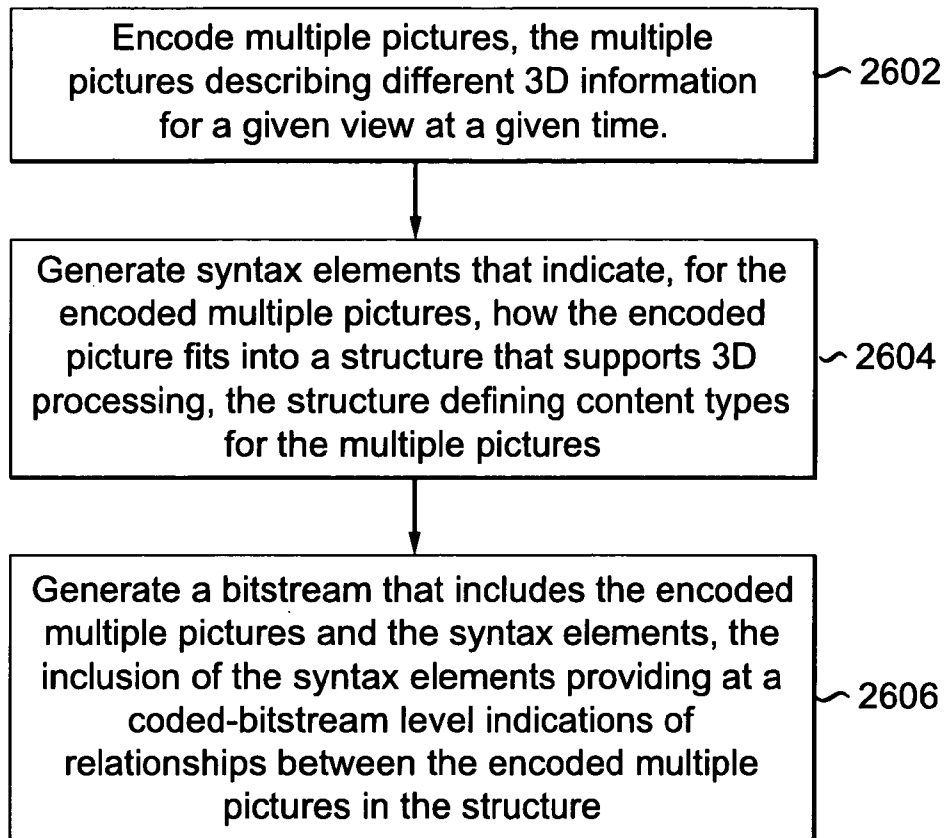 Encode multiple pictures, the multiple
pictures describing different 3D information
for a given view at a given time.
2602
Generate syntax elements that indicate, for the
encoded multiple pictures, how the encoded
picture fits into a structure that supports 3D
processing, the structure defining content types
for the multiple pictures
2604
Generate a bitstream that includes the encoded
multiple pictures and the syntax elements, the
inclusion of the syntax elements providing at a
coded-bitstream level indications of
relationships between the encoded multiple
pictures in the structure
2606